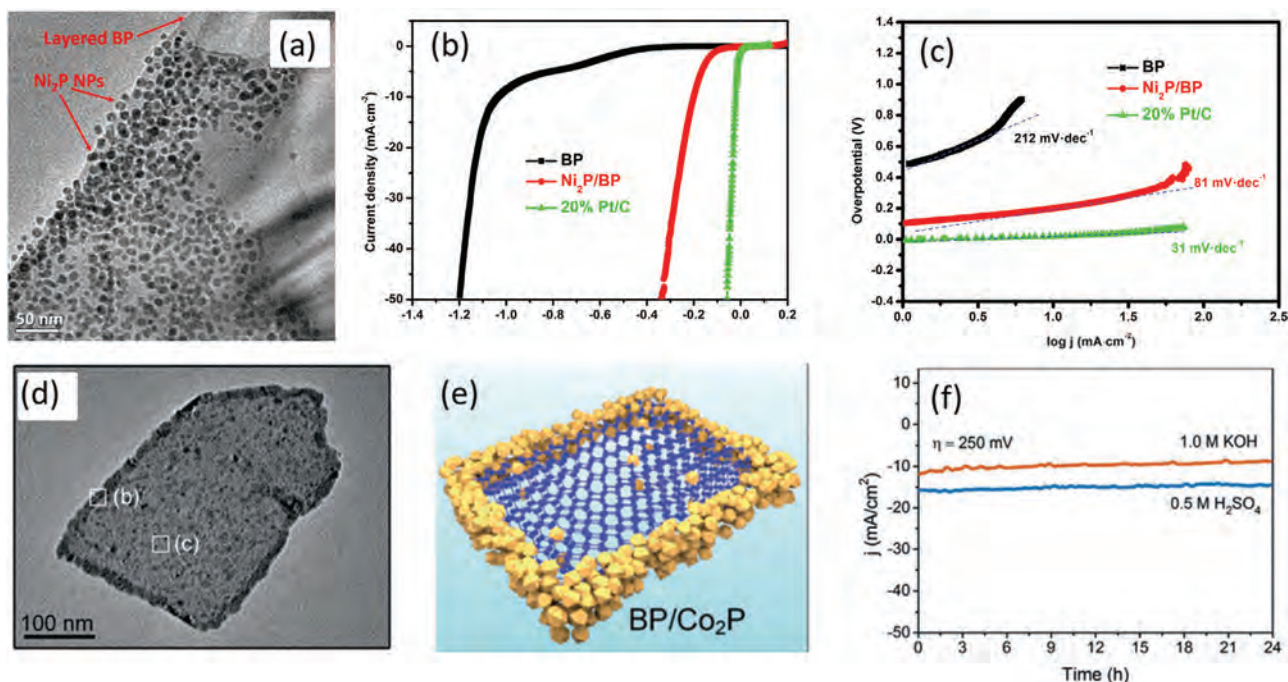 (a)
Layered BP
Ni₂P NPs
50 nm
(b)
Current density (mA·cm⁻²)
0
-10
-20
-30
-40
-50
BP
Ni₂P/BP
20% Pt/C
-1.4 -1.2 -1.0 -0.8 -0.6 -0.4 -0.2 0.0 0.2
(c)
Overpotential (V)
1.4
1.2
1.0
0.8
0.6
0.4
0.2
0.0
-0.2
-0.4
BP
Ni₂P/BP
20% Pt/C
212 mV·dec⁻¹
81 mV·dec⁻¹
31 mV·dec⁻¹
0.0 0.5 1.0 1.5 2.0 2.5
log j (mA·cm⁻²)
(d)
(b)
(c)
100 nm
(e)
BP/Co₂P
(f)
j (mA/cm²)
10
0
-10
-20
-30
-40
-50
η = 250 mV
1.0 M KOH
0.5 M H₂SO₄
0 3 6 9 12 15 18 21 24
Time (h)